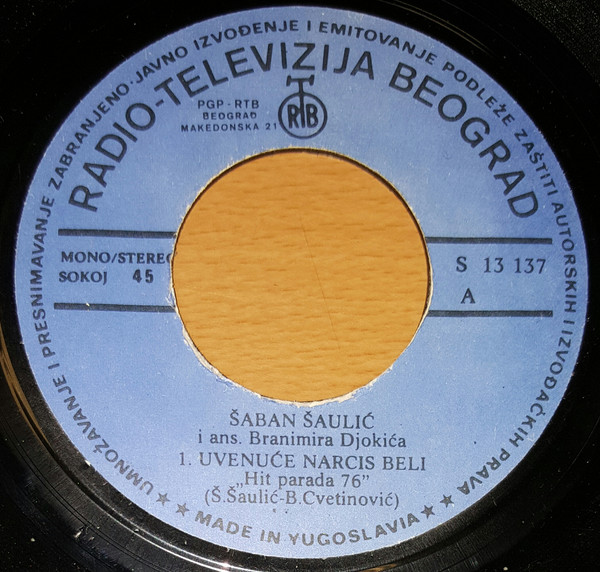 UMNOŽAVANJE I PRESNIMAVANJE ZABRANJENO · JAVNO IZVOĐENJE I EMITOVANJE PODLEŽE ZAŠTITI AUTORSKIH I IZVOĐAČKIH PRAVA
RADIO-TELEVIZIJA BEOGRAD
PGP - RTB
BEOGRAD
MAKEDONSKA 21
RTB
MONO/STEREO
SOKOJ 45
S 13 137
A
ŠABAN ŠAULIĆ
i ans. Branimira Djokića
1. UVENUĆE NARCIS BELI
„Hit parada 76”
(Š.Šaulić-B.Cvetinović)
★ ★ MADE IN YUGOSLAVIA ★ ★